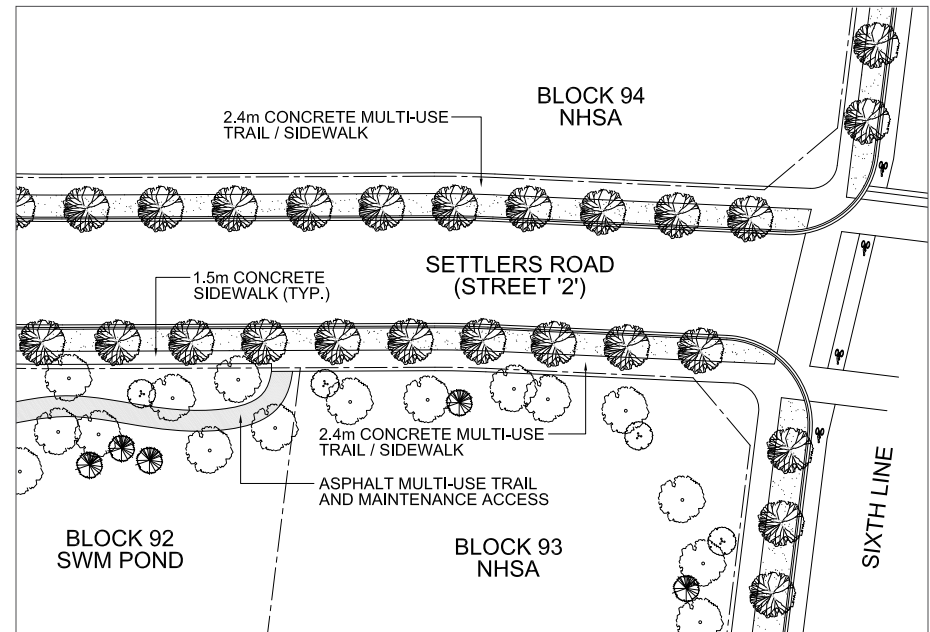 BLOCK 94
NHSA
2.4m CONCRETE MULTI-USE
TRAIL / SIDEWALK
SETTLERS ROAD
(STREET '2')
1.5m CONCRETE
SIDEWALK (TYP.)
2.4m CONCRETE MULTI-USE
TRAIL / SIDEWALK
ASPHALT MULTI-USE TRAIL
AND MAINTENANCE ACCESS
BLOCK 92
SWM POND
BLOCK 93
NHSA
SIXTH LINE